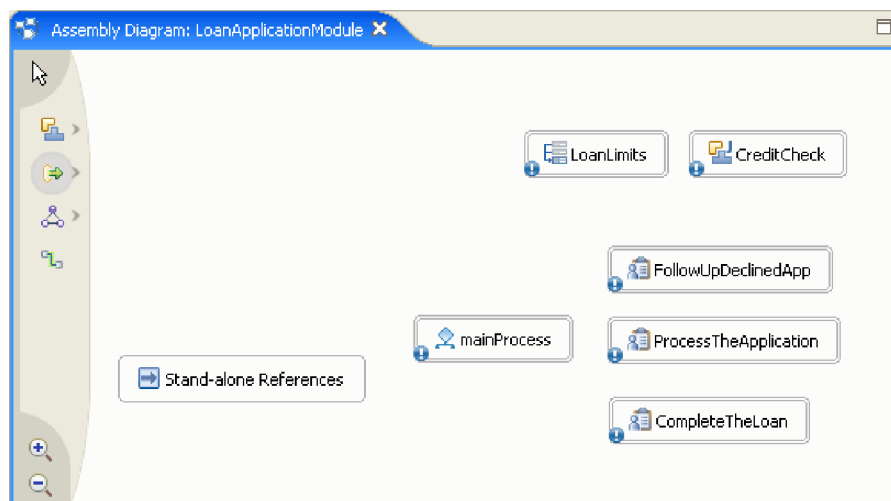 Assembly Diagram: LoanApplicationModule
LoanLimits
CreditCheck
FollowUpDeclinedApp
mainProcess
ProcessTheApplication
Stand-alone References
CompleteTheLoan